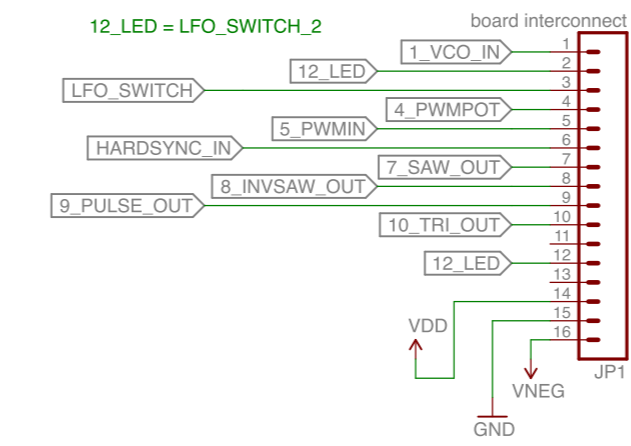 12_LED = LFO_SWITCH_2
board interconnect
1_VCO_IN 1
12_LED 2
LFO_SWITCH 3
4_PWMPOT 4
5_PWMIN 5
HARDSYNC_IN 6
7_SAW_OUT 7
8_INVSAW_OUT 8
9_PULSE_OUT 9
10_TRI_OUT 10
11
12_LED 12
13
14
15
VDD 16
JP1
VNEG
GND